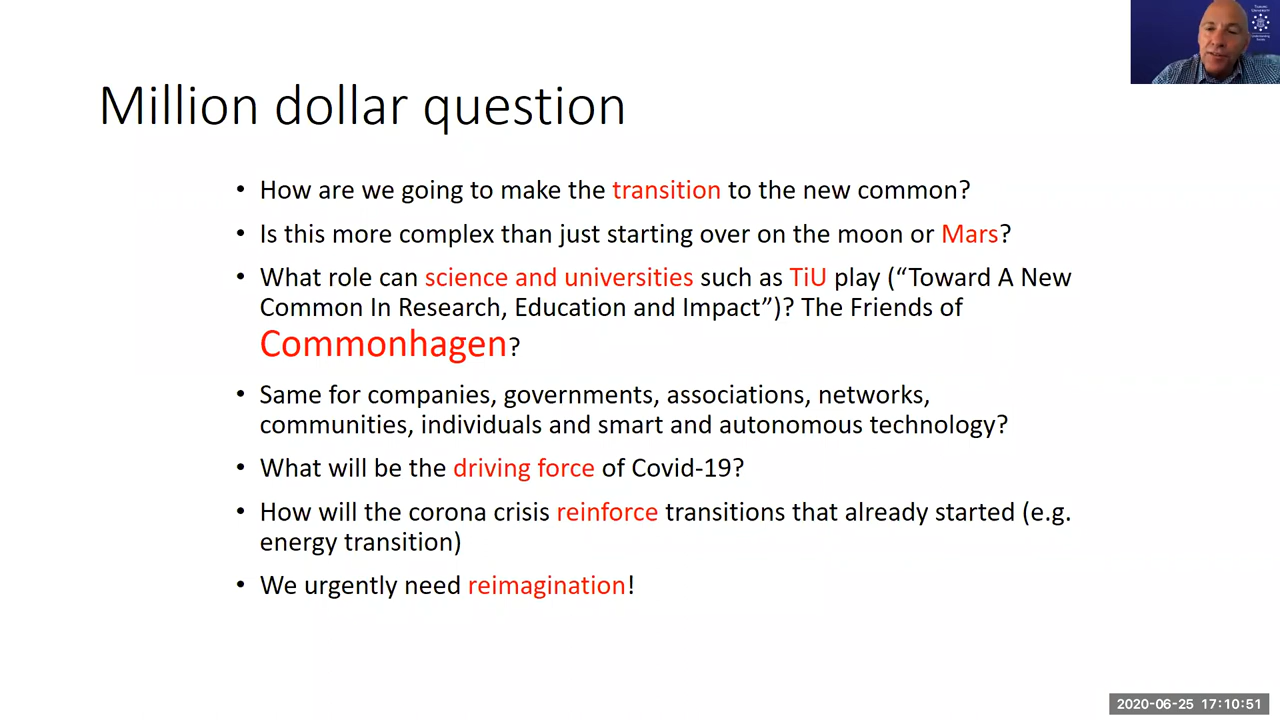 TILBURG
UNIVERSITY
Understanding
Society
Million dollar question
• How are we going to make the transition to the new common?
• Is this more complex than just starting over on the moon or Mars?
• What role can science and universities such as TiU play (“Toward A New
Common In Research, Education and Impact”)? The Friends of
Commonhagen?
• Same for companies, governments, associations, networks,
communities, individuals and smart and autonomous technology?
• What will be the driving force of Covid-19?
• How will the corona crisis reinforce transitions that already started (e.g.
energy transition)
• We urgently need reimagination!
2020-06-25 17:10:51